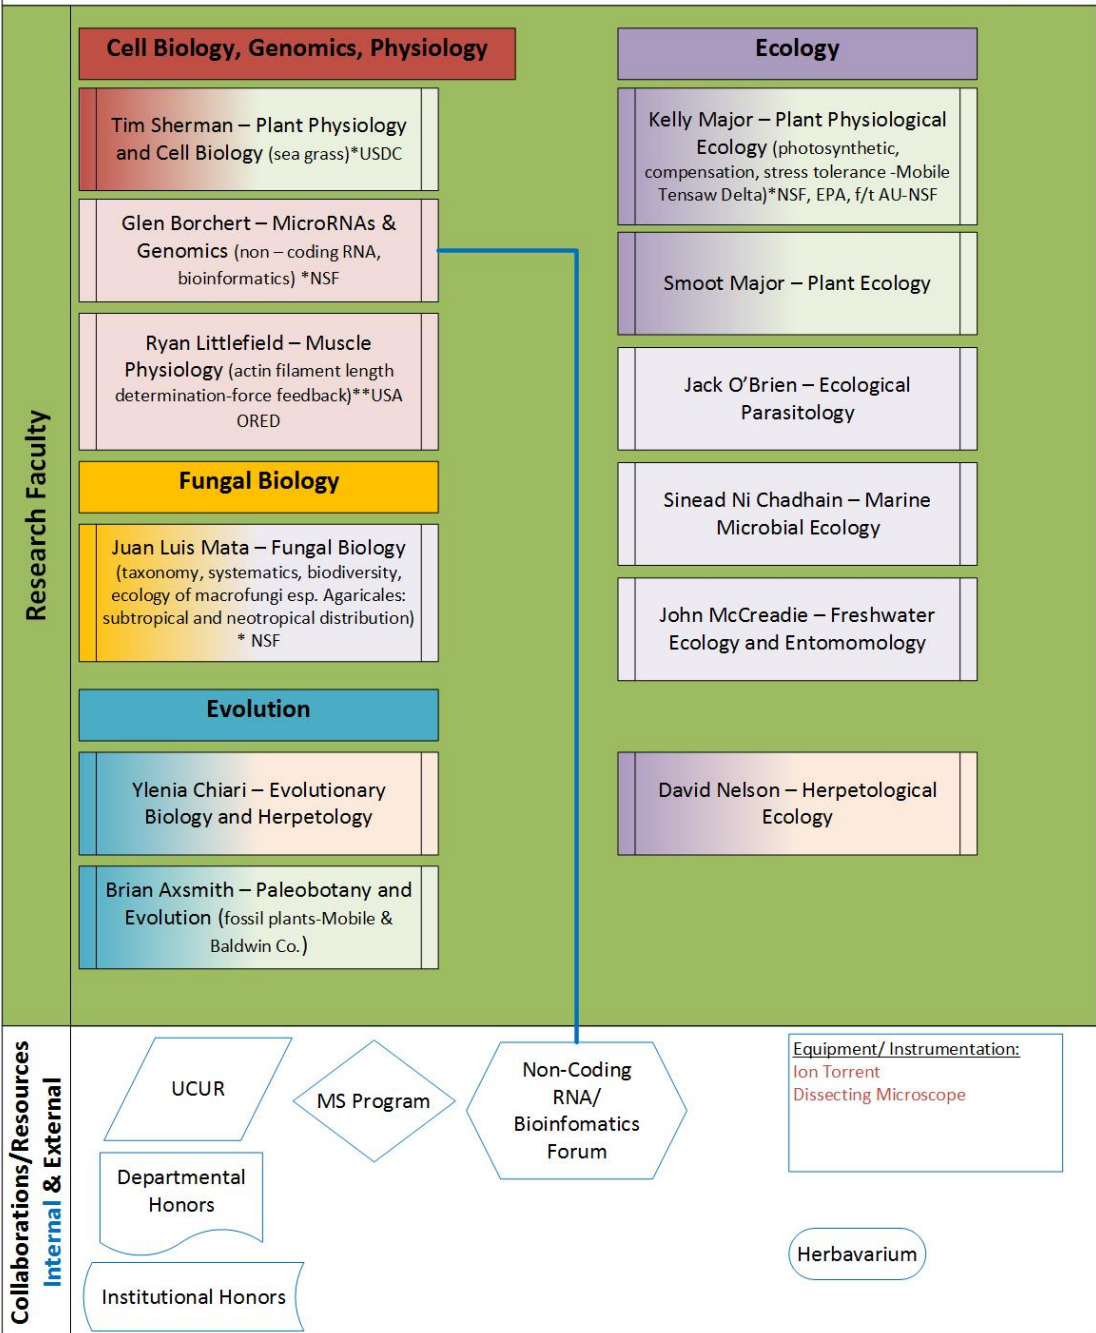 Research Faculty
Cell Biology, Genomics, Physiology
Tim Sherman – Plant Physiology
and Cell Biology (sea grass)*USDC
Glen Borchert – MicroRNAs &
Genomics (non – coding RNA,
bioinformatics) *NSF
Ryan Littlefield – Muscle
Physiology (actin filament length
determination-force feedback)**USA
ORED
Fungal Biology
Juan Luis Mata – Fungal Biology
(taxonomy, systematics, biodiversity,
ecology of macrofungi esp. Agaricales:
subtropical and neotropical distribution)
* NSF
Evolution
Ylenia Chiari – Evolutionary
Biology and Herpetology
Brian Axsmith – Paleobotany and
Evolution (fossil plants-Mobile &
Baldwin Co.)
Ecology
Kelly Major – Plant Physiological
Ecology (photosynthetic,
compensation, stress tolerance -Mobile
Tensaw Delta)*NSF, EPA, f/t AU-NSF
Smoot Major – Plant Ecology
Jack O’Brien – Ecological
Parasitology
Sinead Ni Chadhain – Marine
Microbial Ecology
John McCreadie – Freshwater
Ecology and Entomomology
David Nelson – Herpetological
Ecology
Collaborations/Resources
Internal & External
UCUR
MS Program
Non-Coding
RNA/
Bioinfomatics
Forum
Departmental
Honors
Institutional Honors
Equipment/ Instrumentation:
Ion Torrent
Dissecting Microscope
Herbavarium